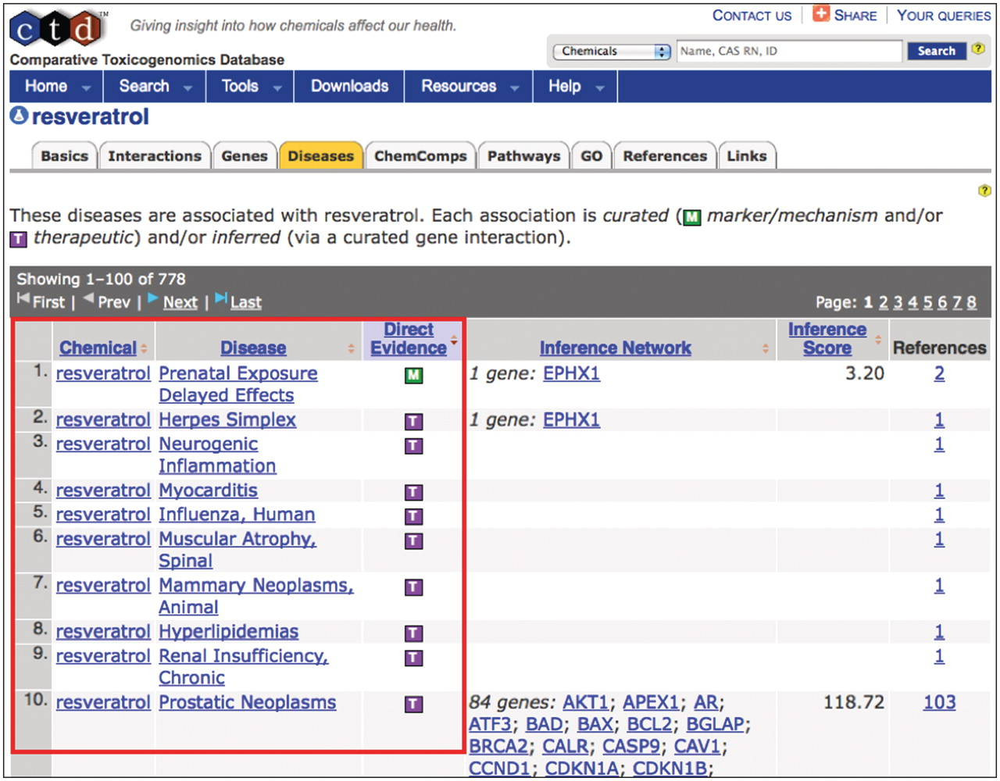 ctd™
Giving insight into how chemicals affect our health.
CONTACT US | SHARE | YOUR QUERIES
Comparative Toxicogenomics Database
Chemicals Name, CAS RN, ID Search ?
Home Search Tools Downloads Resources Help
resveratrol
Basics Interactions Genes Diseases ChemComps Pathways GO References Links
?
These diseases are associated with resveratrol. Each association is curated (M marker/mechanism and/or
T therapeutic) and/or inferred (via a curated gene interaction).
Showing 1–100 of 778
First | Prev | Next | Last Page: 1 2 3 4 5 6 7 8
Chemical Disease Direct Evidence Inference Network Inference Score References
1. resveratrol Prenatal Exposure M 1 gene: EPHX1 3.20 2
Delayed Effects
2. resveratrol Herpes Simplex T 1 gene: EPHX1 1
3. resveratrol Neurogenic T 1
Inflammation
4. resveratrol Myocarditis T 1
5. resveratrol Influenza, Human T 1
6. resveratrol Muscular Atrophy, T 1
Spinal
7. resveratrol Mammary Neoplasms, T 1
Animal
8. resveratrol Hyperlipidemias T 1
9. resveratrol Renal Insufficiency, T 1
Chronic
10. resveratrol Prostatic Neoplasms T 84 genes: AKT1; APEX1; AR; 118.72 103
ATF3; BAD; BAX; BCL2; BGLAP;
BRCA2; CALR; CASP9; CAV1;
CCND1; CDKN1A; CDKN1B;